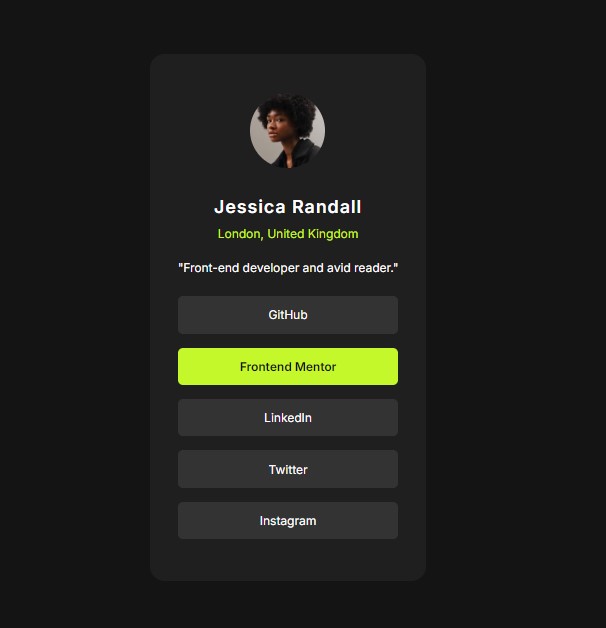 Jessica Randall
London, United Kingdom
"Front-end developer and avid reader."
GitHub
Frontend Mentor
LinkedIn
Twitter
Instagram